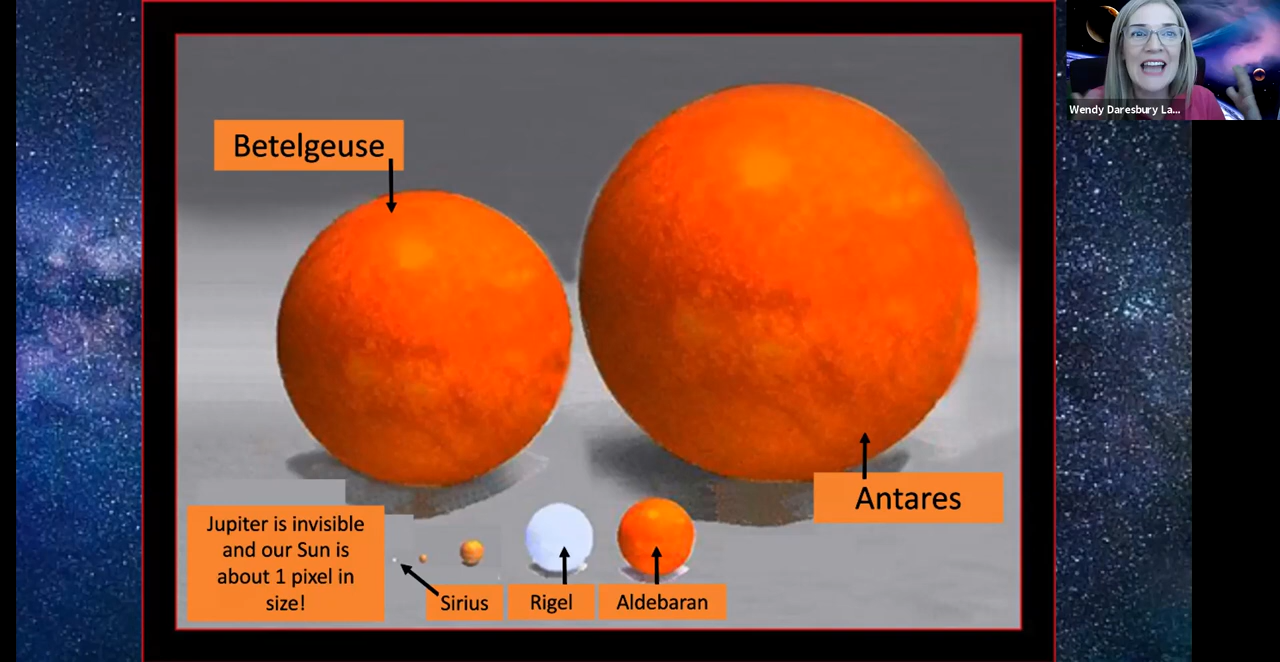 Wendy Daresbury La...
Betelgeuse
Antares
Jupiter is invisible
and our Sun is
about 1 pixel in
size!
Sirius
Rigel
Aldebaran